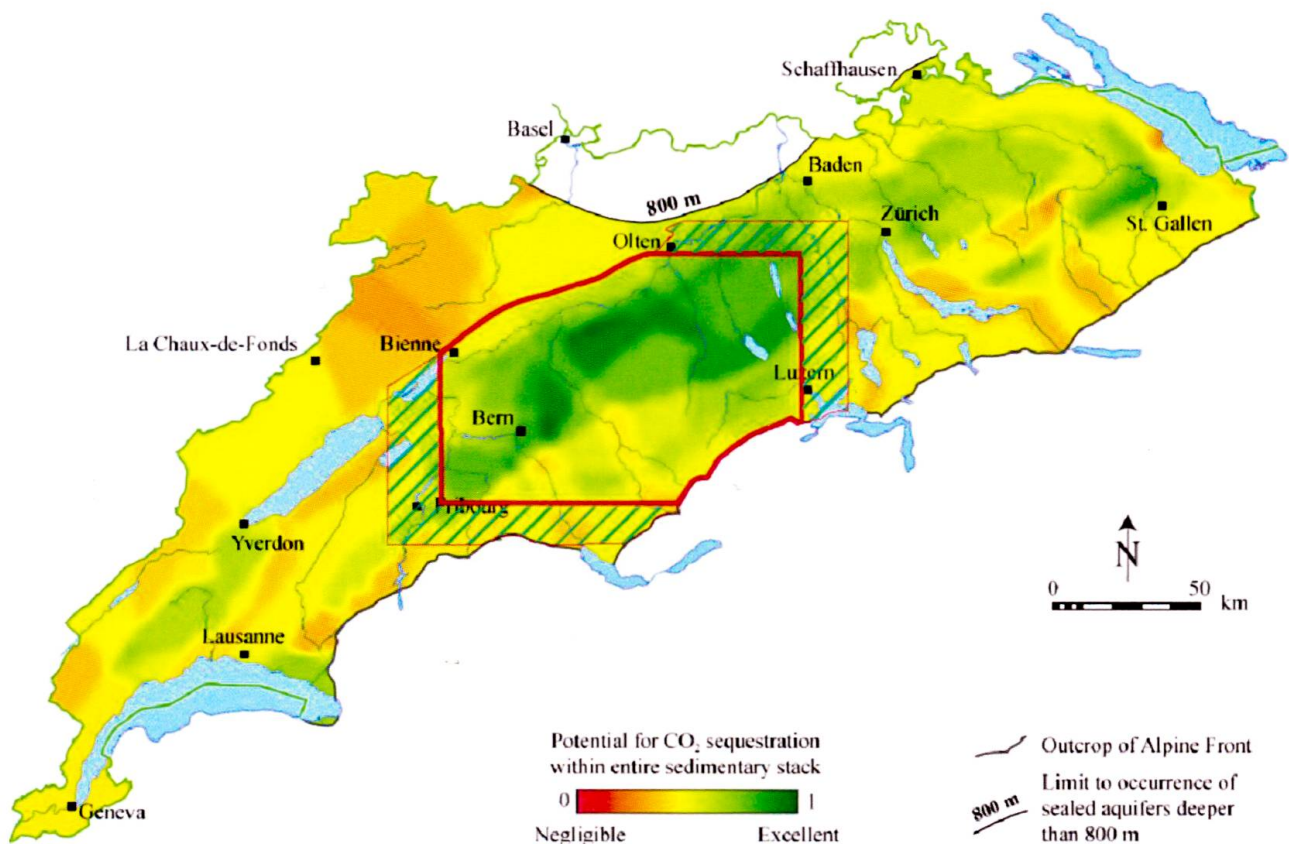 Schaffhausen
Basel
Baden
800 m
Zürich
St. Gallen
Olten
La Chaux-de-Fonds
Bienne
Luzern
Bern
Fribourg
Yverdon
N
0 50
km
Lausanne
Geneva
Potential for CO₂ sequestration
within entire sedimentary stack
0 1
Negligible Excellent
Outcrop of Alpine Front
800 m
Limit to occurrence of
sealed aquifers deeper
than 800 m